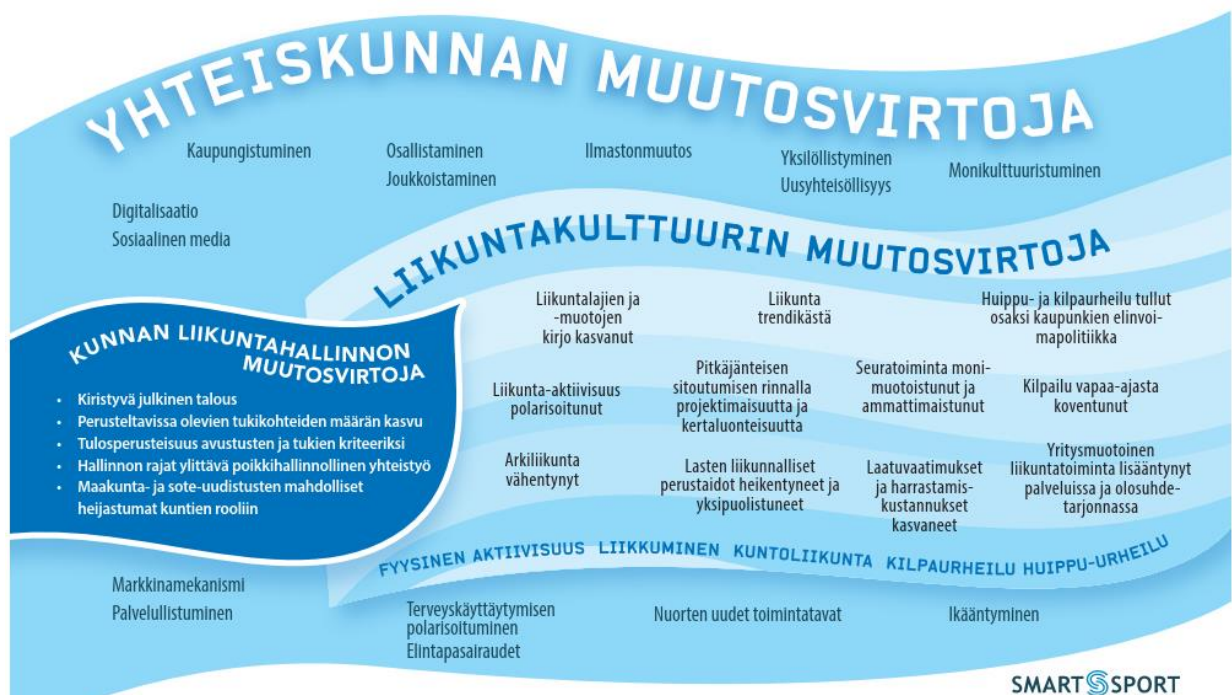 YHTEISKUNNAN MUUTOSVIRTOJA
Kaupungistuminen
Osallistaminen
Joukkoistaminen
Ilmastonmuutos
Yksilöllistyminen
Uusyhteisöllisyys
Monikulttuuristuminen
Digitalisaatio
Sosiaalinen media
LIIKUNTAKULTTUURIN MUUTOSVIRTOJA
Liikuntalajien ja
-muotojen
kirjo kasvanut
Liikunta
trendikästä
Huippu- ja kilpaurheilu tullut
osaksi kaupunkien elinvoi-
mapolitiikka
Liikunta-aktiivisuus
polarisoitunut
Pitkäjänteisen
sitoutumisen rinnalla
projektimaisuutta ja
kertaluonteisuutta
Seuratoiminta moni-
muotoistunut ja
ammattimaistunut
Kilpailu vapaa-ajasta
koventunut
Arkiliikunta
vähentynyt
Lasten liikunnalliset
perustaidot heikentyneet ja
yksipuolistuneet
Laatuvaatimukset
ja harrastamis-
kustannukset
kasvaneet
Yritysmuotoinen
liikuntatoiminta lisääntynyt
palveluissa ja olosuhde-
tarjonnassa
KUNNAN LIIKUNTAHALLINNON
MUUTOSVIRTOJA
• Kiristyvä julkinen talous
• Perusteltavissa olevien tukikohteiden määrän kasvu
• Tulosperusteisuus avustusten ja tukien kriteeriksi
• Hallinnon rajat ylittävä poikkihallinnollinen yhteistyö
• Maakunta- ja sote-uudistusten mahdolliset
heijastumat kuntien rooliin
FYYSINEN AKTIIVISUUS LIIKKUMINEN KUNTOLIIKUNTA KILPAURHEILU HUIPPU-URHEILU
Markkinamekanismi
Palvelullistuminen
Terveyskäyttäytymisen
polarisoituminen
Elintapasairaudet
Nuorten uudet toimintatavat
Ikääntyminen
SMART SPORT